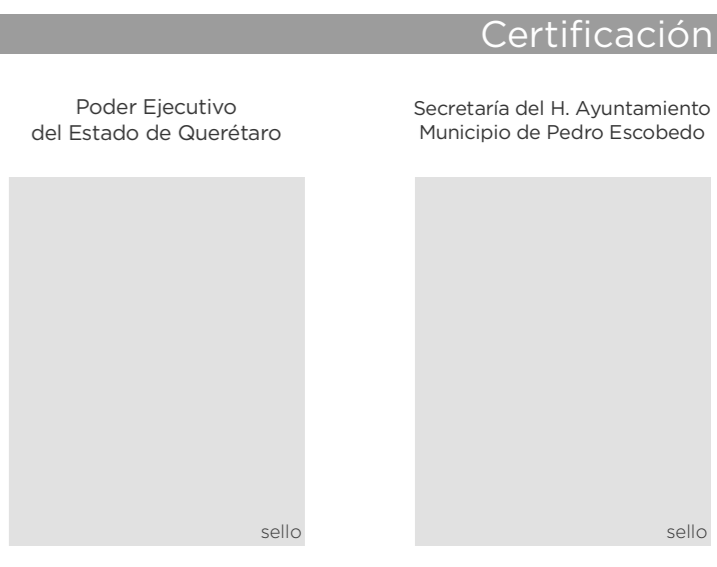 Certificación
Poder Ejecutivo
del Estado de Querétaro
Secretaría del H. Ayuntamiento
Municipio de Pedro Escobedo
sello
sello